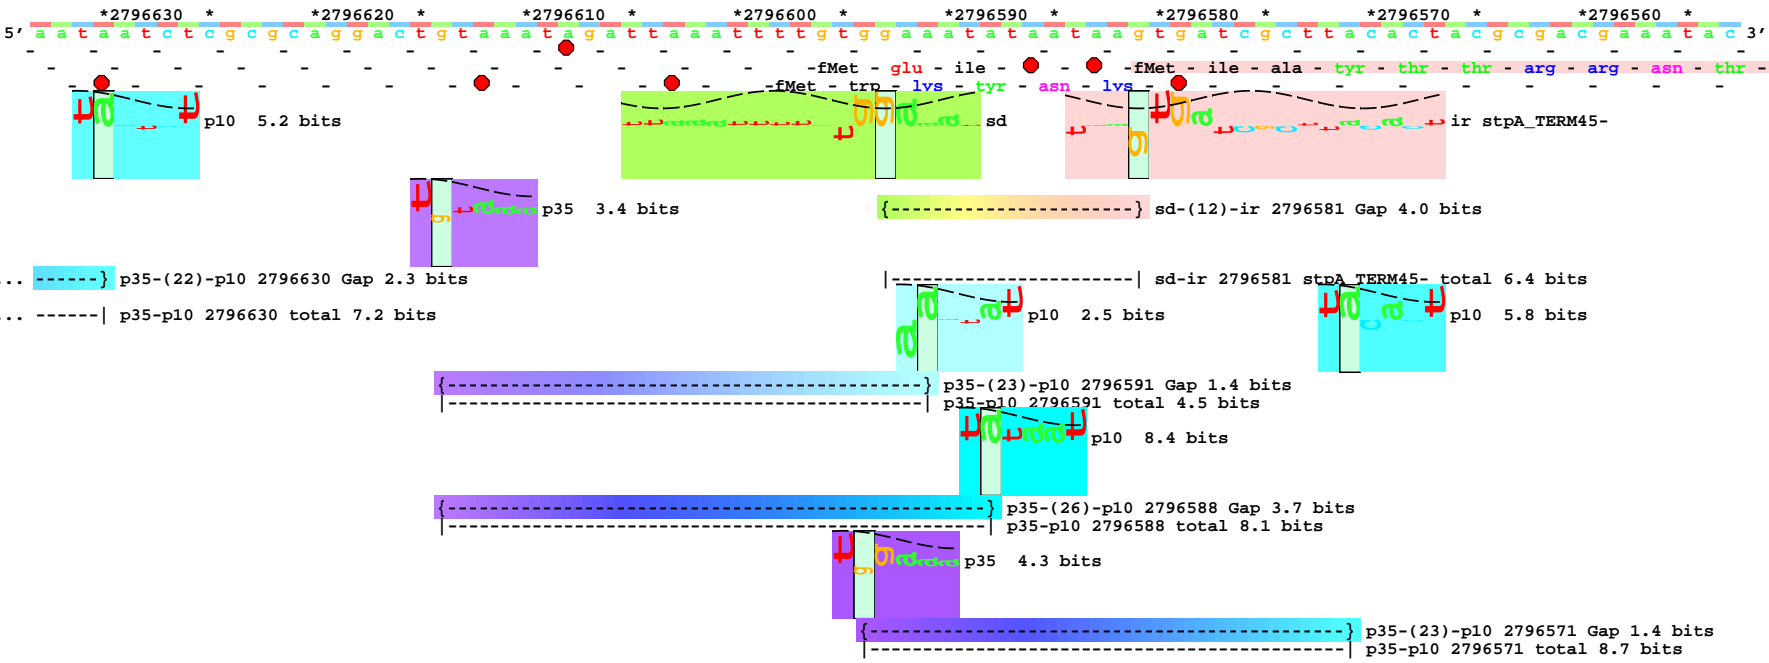 *2796630 * *2796620 * *2796610 * *2796600 * *2796590 * *2796580 * *2796570 * *2796560 *
5' a a t a a t c t c g c g c a g g a c t g t a a a t a g a t t a a a t t t t g t g g a a a t a t a a t a a g t g a t c g c t t a c a c t a c g c g a c g a a a t a c 3'
- fMet - glu - ile - - fMet - ile - ala - tyr - thr - thr - arg - arg - asn - thr -
- fMet - trp - lys - tyr - asn - lys -
p10 5.2 bits
sd
ir stpA_TERM45-
p35 3.4 bits
{------------------------} sd-(12)-ir 2796581 Gap 4.0 bits
... ------} p35-(22)-p10 2796630 Gap 2.3 bits
|-----------------------| sd-ir 2796581 stpA_TERM45- total 6.4 bits
... ------| p35-p10 2796630 total 7.2 bits
p10 2.5 bits
p10 5.8 bits
{----------------------------------------------} p35-(23)-p10 2796591 Gap 1.4 bits
|---------------------------------------------| p35-p10 2796591 total 4.5 bits
p10 8.4 bits
{----------------------------------------------------} p35-(26)-p10 2796588 Gap 3.7 bits
|---------------------------------------------------| p35-p10 2796588 total 8.1 bits
p35 4.3 bits
{----------------------------------------------} p35-(23)-p10 2796571 Gap 1.4 bits
|---------------------------------------------| p35-p10 2796571 total 8.7 bits